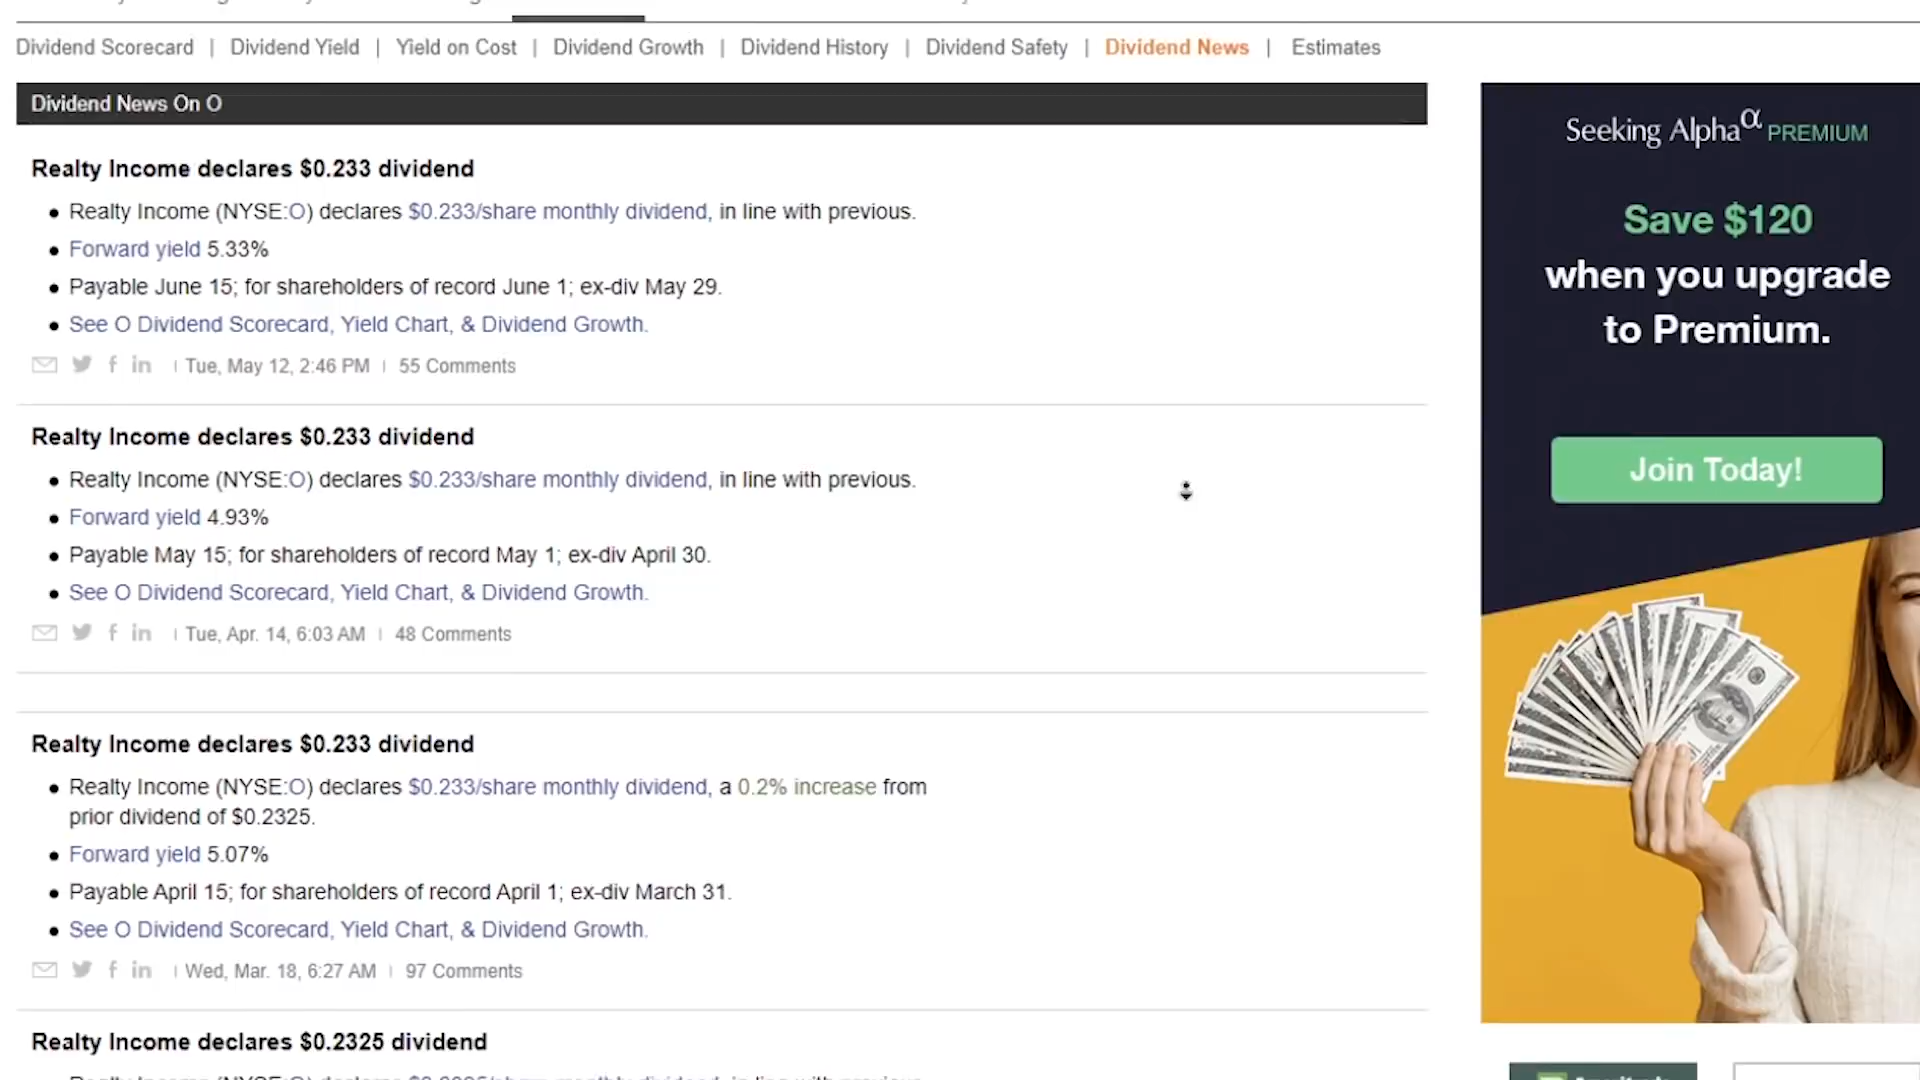 Dividend Scorecard | Dividend Yield | Yield on Cost | Dividend Growth | Dividend History | Dividend Safety | Dividend News | Estimates
Dividend News On O
Realty Income declares $0.233 dividend
Realty Income (NYSE:O) declares $0.233/share monthly dividend, in line with previous.
Forward yield 5.33%
Payable June 15; for shareholders of record June 1; ex-div May 29.
See O Dividend Scorecard, Yield Chart, & Dividend Growth.
Tue, May 12, 2:46 PM | 55 Comments
Realty Income declares $0.233 dividend
Realty Income (NYSE:O) declares $0.233/share monthly dividend, in line with previous.
Forward yield 4.93%
Payable May 15; for shareholders of record May 1; ex-div April 30.
See O Dividend Scorecard, Yield Chart, & Dividend Growth.
Tue, Apr. 14, 6:03 AM | 48 Comments
Realty Income declares $0.233 dividend
Realty Income (NYSE:O) declares $0.233/share monthly dividend, a 0.2% increase from
prior dividend of $0.2325.
Forward yield 5.07%
Payable April 15; for shareholders of record April 1; ex-div March 31.
See O Dividend Scorecard, Yield Chart, & Dividend Growth.
Wed, Mar. 18, 6:27 AM | 97 Comments
Realty Income declares $0.2325 dividend
Seeking Alphaα PREMIUM
Save $120
when you upgrade
to Premium.
Join Today!